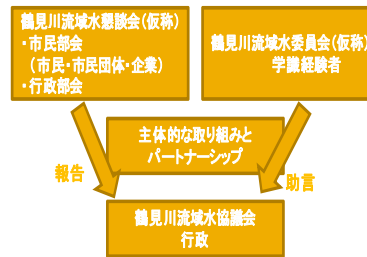 鶴見川流域水懇談会(仮称)
・市民部会
(市民・市民団体・企業)
・行政部会
鶴見川流域水委員会(仮称)
学識経験者
主体的な取り組みと
パートナーシップ
報告
助言
鶴見川流域水協議会
行政